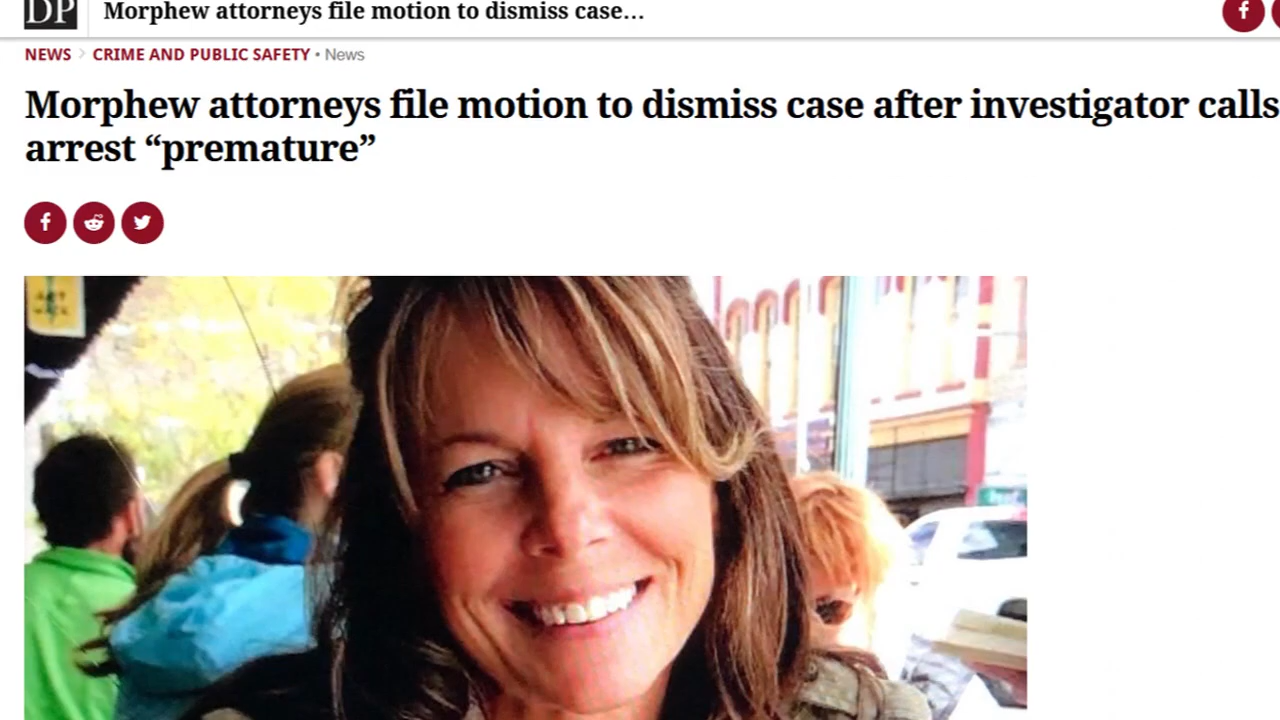 DP Morphew attorneys file motion to dismiss case…
NEWS > CRIME AND PUBLIC SAFETY • News
Morphew attorneys file motion to dismiss case after investigator calls
arrest “premature”